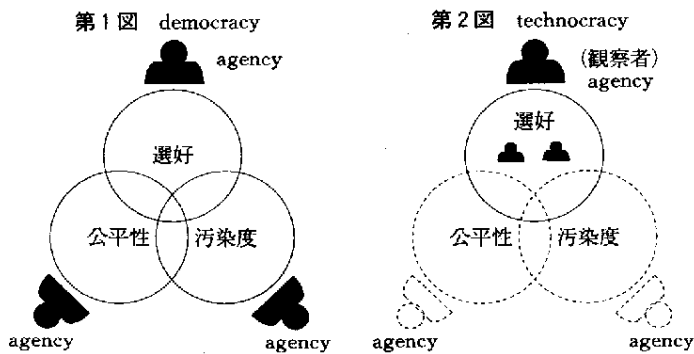 第1図 democracy
agency
選好
公平性
汚染度
agency
agency
第2図 technocracy
(観察者)
agency
選好
公平性
汚染度
agency
agency